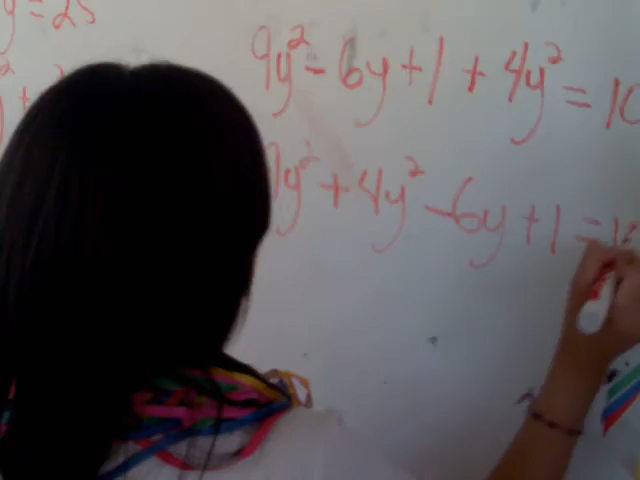 y = 25
9y² - 6y + 1 + 4y² = 10
9y² + 4y² - 6y + 1 =